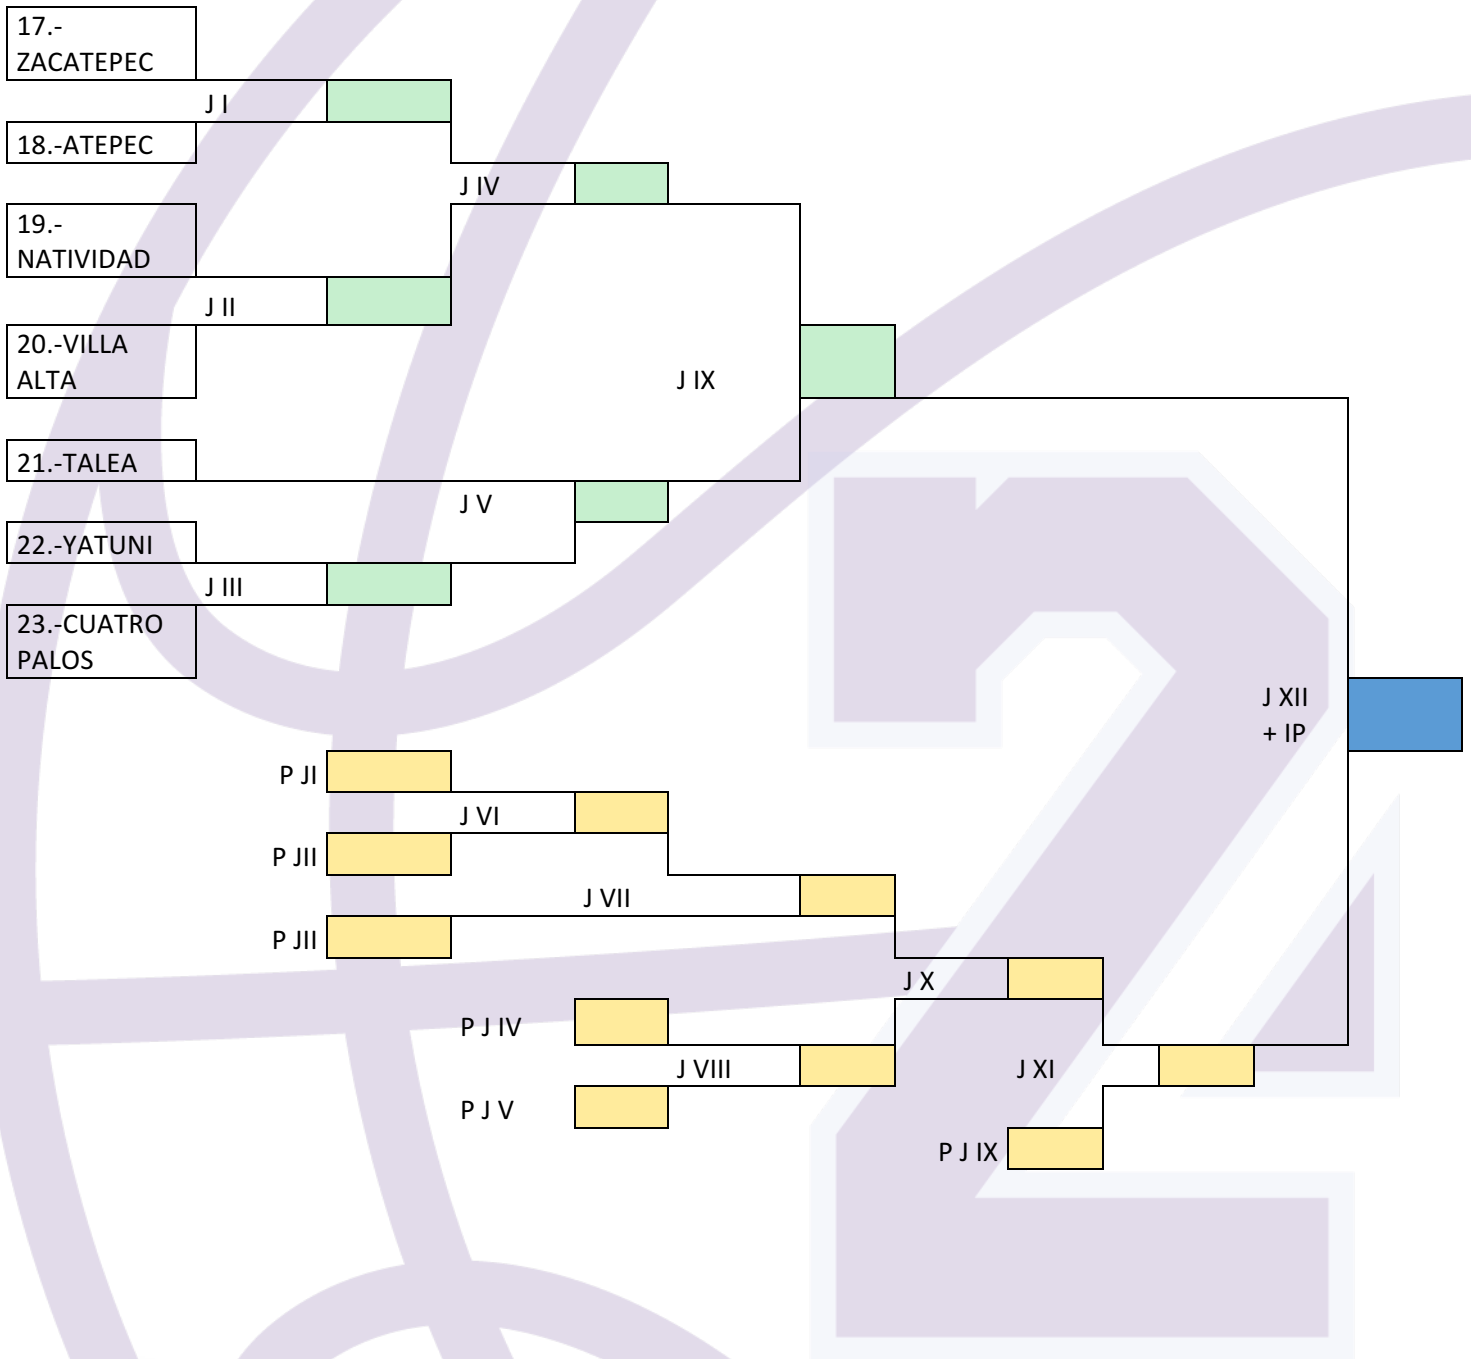 17.-
ZACATEPEC
J I
18.-ATEPEC
J IV
19.-
NATIVIDAD
J II
20.-VILLA
ALTA
J IX
21.-TALEA
J V
22.-YATUNI
J III
23.-CUATRO
PALOS
J XII
+ IP
P JI
J VI
P JII
J VII
P JII
J X
P J IV
J VIII
J XI
P J V
P J IX
2